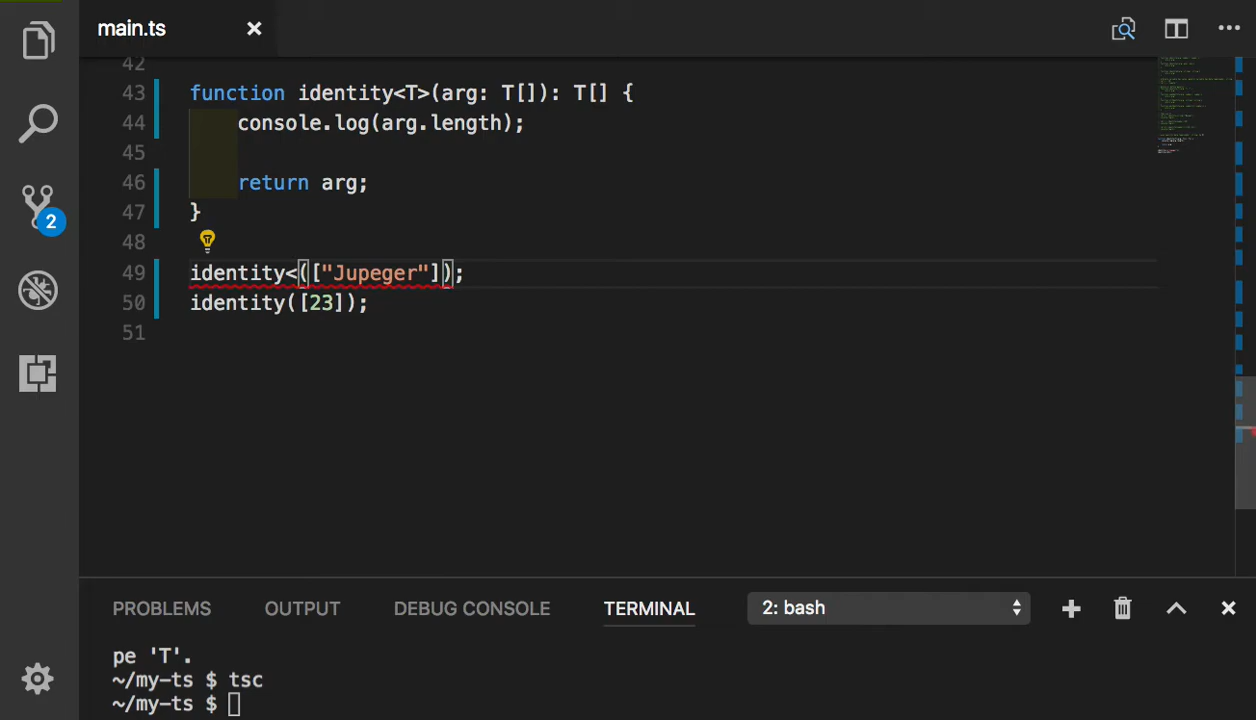 main.ts
42
43 function identity<T>(arg: T[]): T[] {
44 console.log(arg.length);
45
46 return arg;
47 }
48
49 identity<(["Jupeger"]);
50 identity([23]);
51
2
PROBLEMS OUTPUT DEBUG CONSOLE TERMINAL 2: bash
pe 'T'.
~/my-ts $ tsc
~/my-ts $